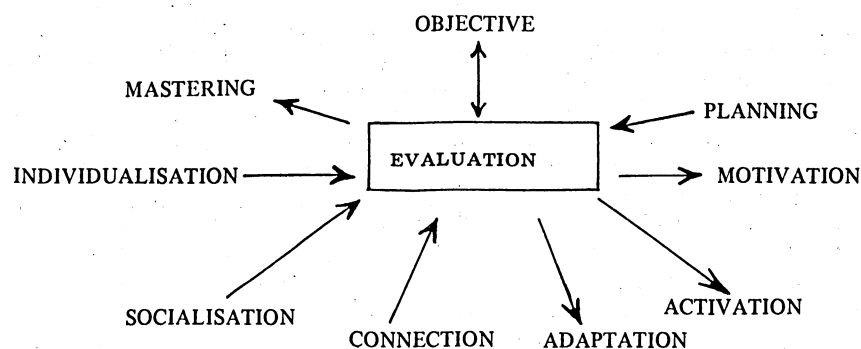 OBJECTIVE
MASTERING
PLANNING
EVALUATION
INDIVIDUALISATION
MOTIVATION
SOCIALISATION
ACTIVATION
CONNECTION
ADAPTATION